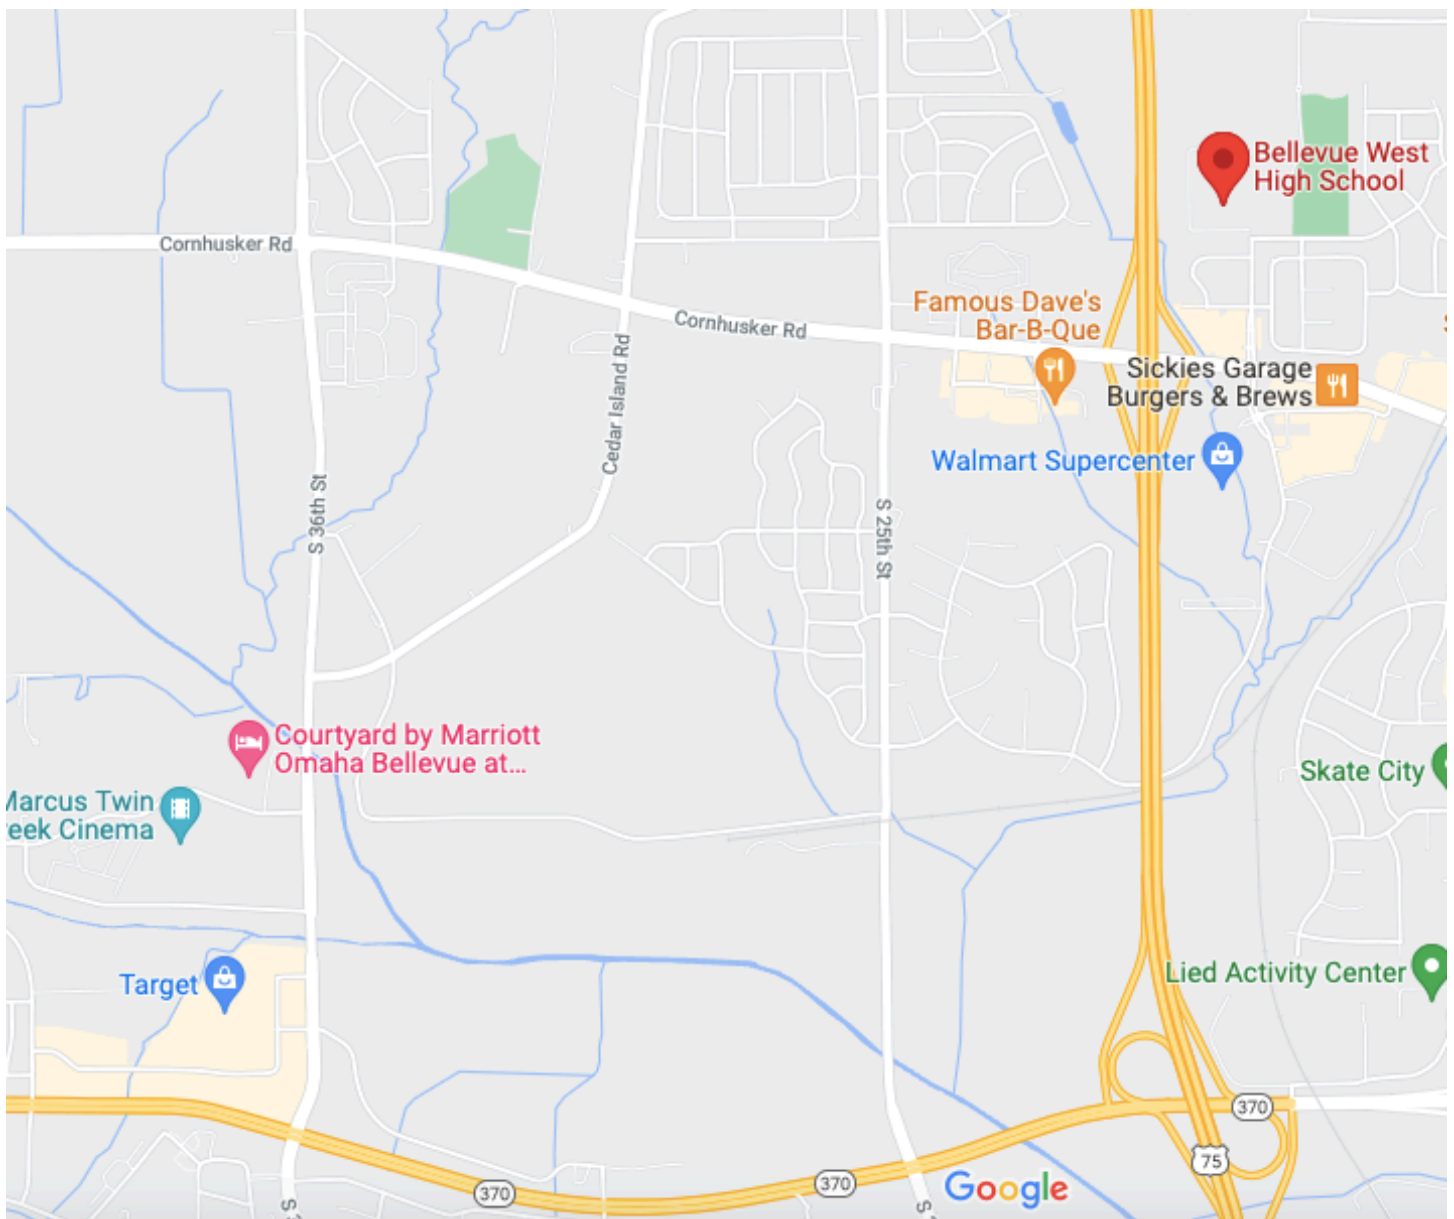 Bellevue West
High School
Cornhusker Rd
Famous Dave's
Bar-B-Que
Cornhusker Rd
Sickies Garage
Burgers & Brews
Cedar Island Rd
Walmart Supercenter
S 36th St
S 25th St
Courtyard by Marriott
Omaha Bellevue at...
Skate City
Marcus Twin
reek Cinema
Lied Activity Center
Target
370
75
370
370
Google
S
S